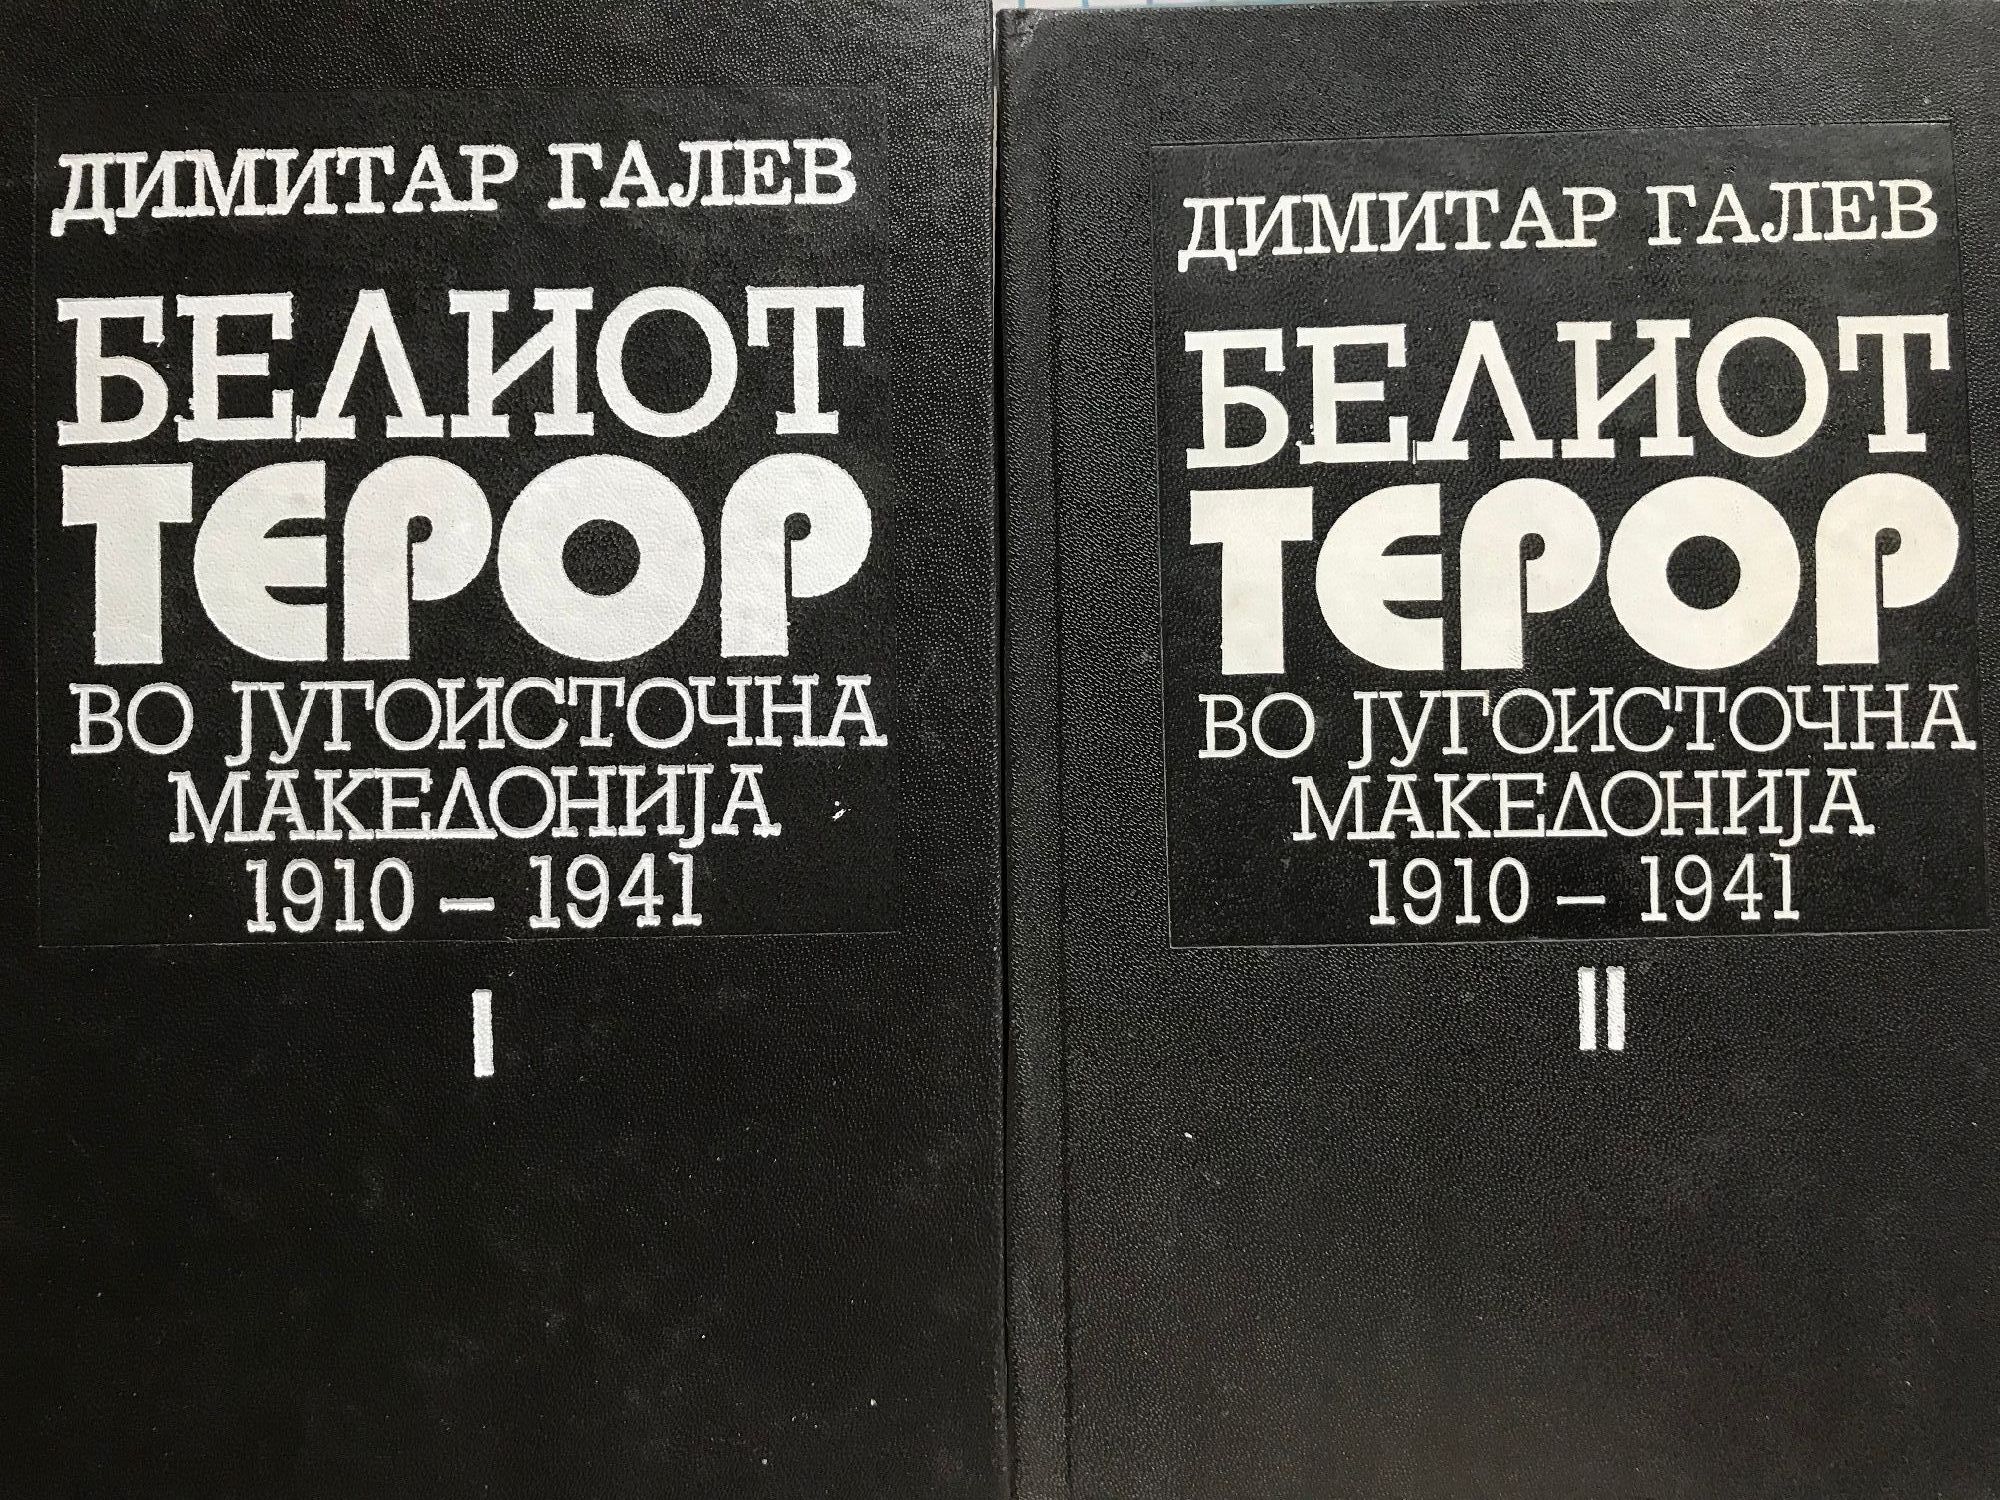 ДИМИТАР ГАЛЕВ
БЕЛИОТ
ТЕРОР
ВО ЈУГОИСТОЧНА
МАКЕДОНИЈА
1910 – 1941
I
ДИМИТАР ГАЛЕВ
БЕЛИОТ
ТЕРОР
ВО ЈУГОИСТОЧНА
МАКЕДОНИЈА
1910 – 1941
II